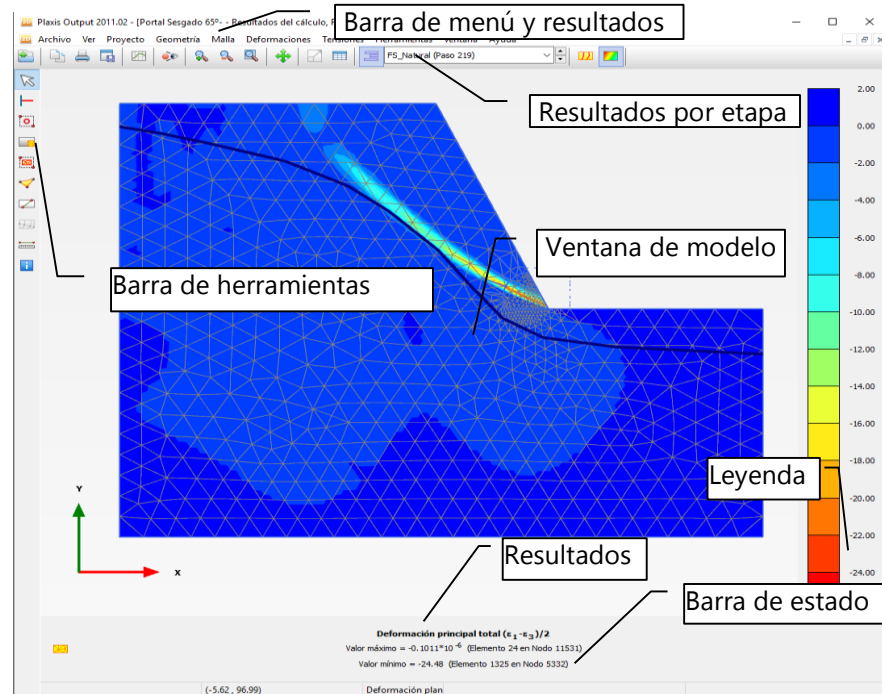 Plaxis Output 2011.02 - [Portal Sesgado 65º- - Resultados del cálculo,
Barra de menú y resultados
Archivo Ver Proyecto Geometría Malla Deformaciones
FS_Natural (Paso 219)
Resultados por etapa
Ventana de modelo
Barra de herramientas
2.00
0.00
-2.00
-4.00
-6.00
-8.00
-10.00
-12.00
-14.00
-16.00
-18.00
-20.00
-22.00
-24.00
Leyenda
Y
X
Resultados
Barra de estado
Deformación principal total (ε1-ε3)/2
Valor máximo = -0.1011*10-6 (Elemento 24 en Nodo 11531)
Valor mínimo = -24.48 (Elemento 1325 en Nodo 5332)
(-5.62 , 96.99)
Deformación plan